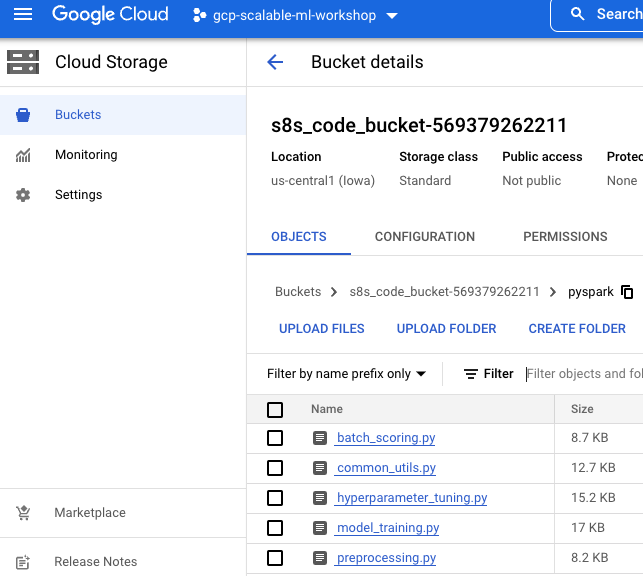 Google Cloud gcp-scalable-ml-workshop Search
Cloud Storage
Bucket details
Buckets
Monitoring
Settings
Marketplace
Release Notes
s8s_code_bucket-569379262211
Location Storage class Public access Protec
us-central1 (Iowa) Standard Not public None
OBJECTS CONFIGURATION PERMISSIONS
Buckets s8s_code_bucket-569379262211 pyspark
UPLOAD FILES UPLOAD FOLDER CREATE FOLDER
Filter by name prefix only Filter Filter objects and fol
Name Size
batch_scoring.py 8.7 KB
common_utils.py 12.7 KB
hyperparameter_tuning.py 15.2 KB
model_training.py 17 KB
preprocessing.py 8.2 KB